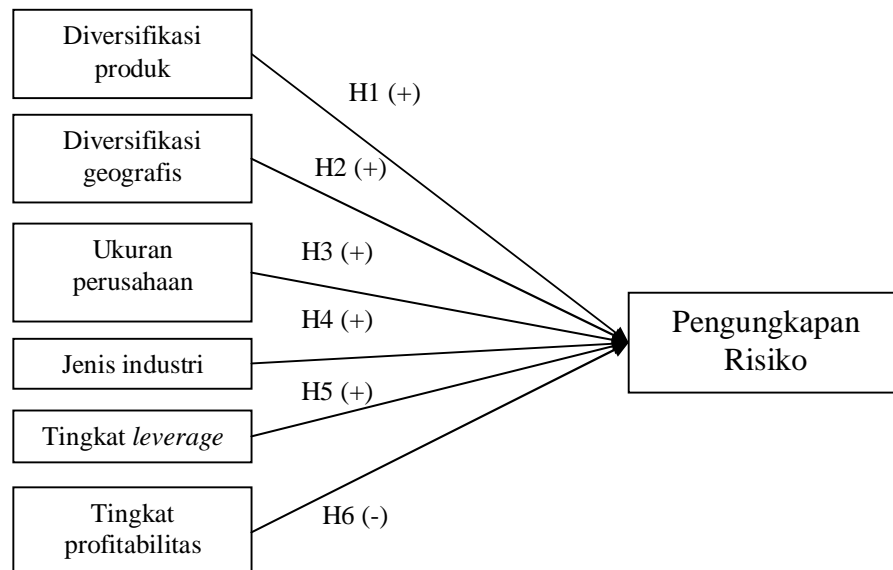 Diversifikasi
produk
H1 (+)
Diversifikasi
geografis
H2 (+)
Ukuran
perusahaan
H3 (+)
H4 (+)
Jenis industri
H5 (+)
Tingkat leverage
Tingkat
profitabilitas
H6 (-)
Pengungkapan
Risiko